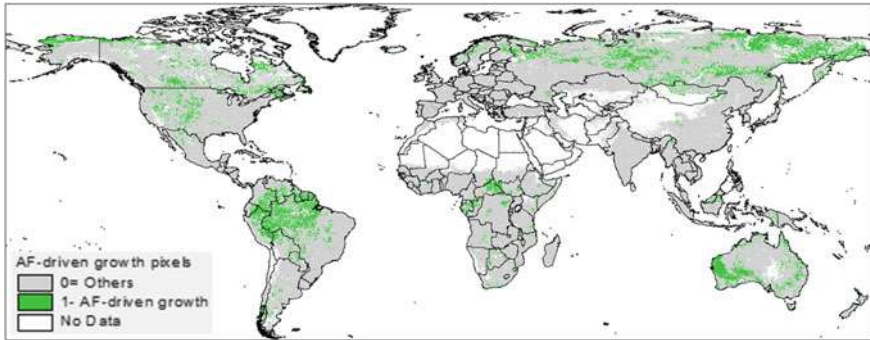 AF-driven growth pixels
0= Others
1- AF-driven growth
No Data